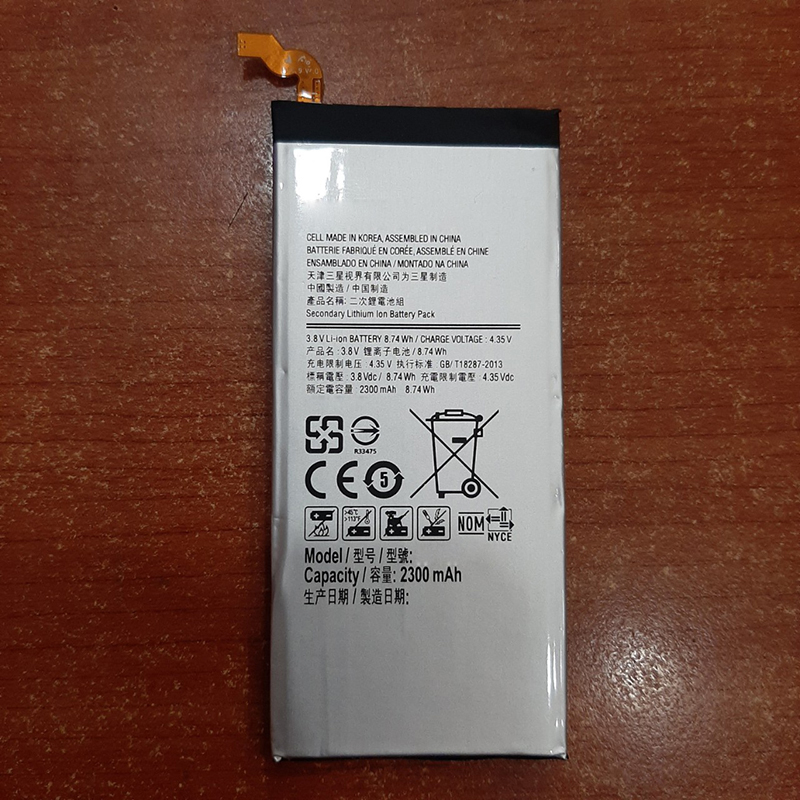 CELL MADE IN KOREA, ASSEMBLED IN CHINA
BATTERIE FABRIQUÉ EN CORÉE, ASSEMBLÉ EN CHINE
ENSAMBLADO EN CHINA / MONTADO NA CHINA
天津三星视界有限公司为三星制造
中國製造 / 中国制造
產品名稱: 二次鋰電池組
Secondary Lithium Ion Battery Pack
3.8 V Li-ion BATTERY 8.74 Wh / CHARGE VOLTAGE : 4.35 V
产品名 : 3.8 V 锂离子电池 / 8.74 Wh
充电限制电压 : 4.35 V 执行标准 GB/ T18287-2013
標稱電壓 : 3.8 Vdc / 8.74 Wh 充電限制電壓 : 4.35 Vdc
額定電容量 : 2300 mAh 8.74 Wh
R33475
CE 5
>45°C
>113°F
NOM
NYCE
Model / 型号 / 型號:
Capacity / 容量: 2300 mAh
生产日期 / 製造日期: